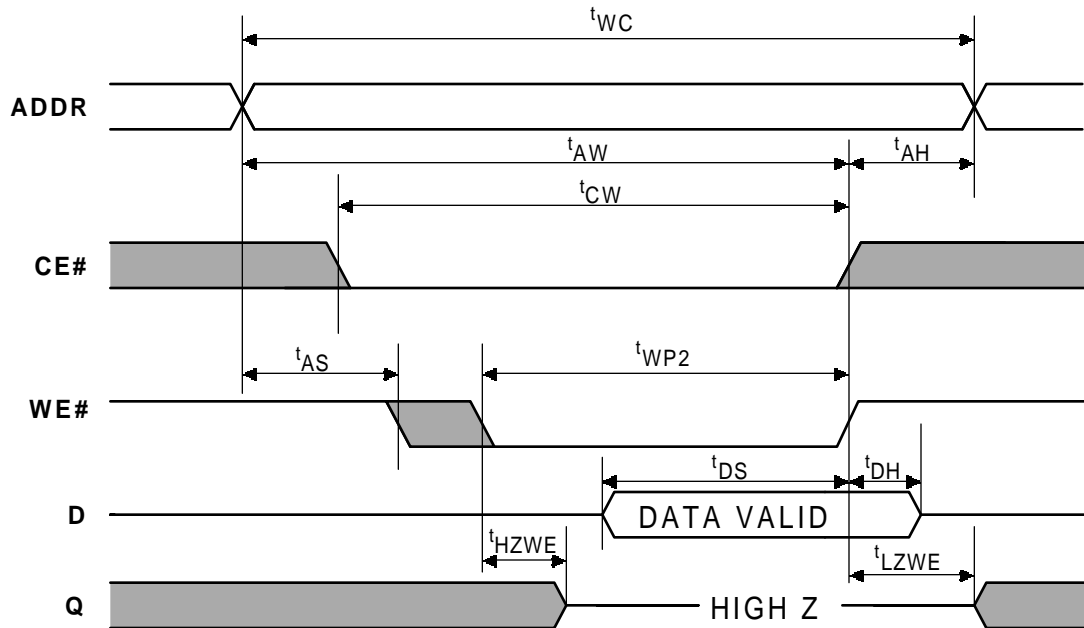 tWC
ADDR
tAW
tAH
tCW
CE#
tAS
tWP2
WE#
tDS
tDH
D
DATA VALID
tHZWE
tLZWE
Q
HIGH Z